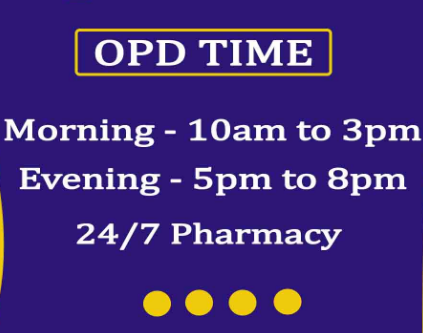 OPD TIME
Morning - 10am to 3pm
Evening - 5pm to 8pm
24/7 Pharmacy